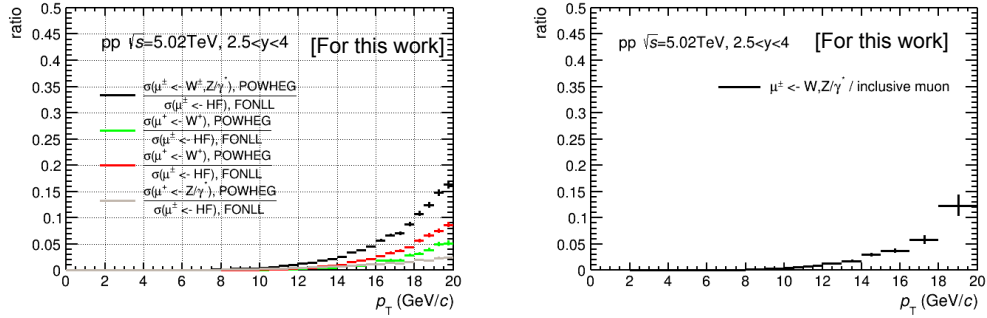 ratio
0.5
0.45
0.4
0.35
0.3
0.25
0.2
0.15
0.1
0.05
0
pp √s=5.02TeV, 2.5<y<4
[For this work]
σ(μ± <- W±,Z/γ*), POWHEG
σ(μ± <- HF), FONLL
σ(μ+ <- W+), POWHEG
σ(μ± <- HF), FONLL
σ(μ+ <- W+), POWHEG
σ(μ± <- HF), FONLL
σ(μ+ <- Z/γ*), POWHEG
σ(μ± <- HF), FONLL
0 2 4 6 8 10 12 14 16 18 20
pT (GeV/c)
ratio
0.5
0.45
0.4
0.35
0.3
0.25
0.2
0.15
0.1
0.05
0
pp √s=5.02TeV, 2.5<y<4
[For this work]
μ± <- W,Z/γ* / inclusive muon
0 2 4 6 8 10 12 14 16 18 20
pT (GeV/c)